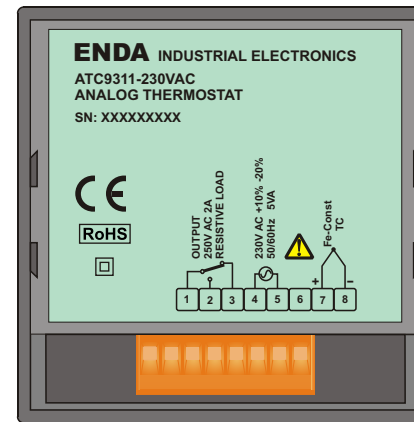 ENDA INDUSTRIAL ELECTRONICS
ATC9311-230VAC
ANALOG THERMOSTAT
SN: XXXXXXXXX
CE
RoHS
OUTPUT
250V AC 2A
RESISTIVE LOAD
230V AC +10% -20%
50/60Hz 5VA
Fe-Const
TC
+ −
1 2 3 4 5 6 7 8